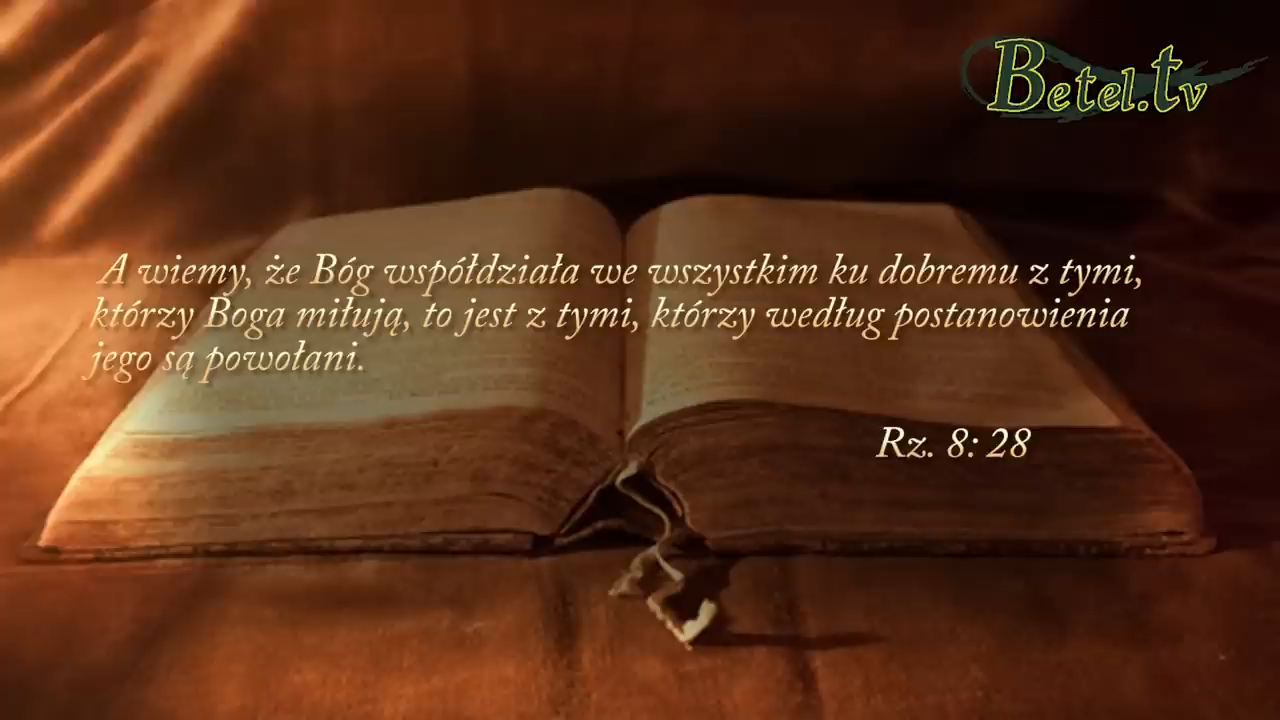 Betel.tv
A wiemy, że Bóg współdziała we wszystkim ku dobremu z tymi,
którzy Boga miłują, to jest z tymi, którzy według postanowienia
jego są powołani.
Rz. 8: 28